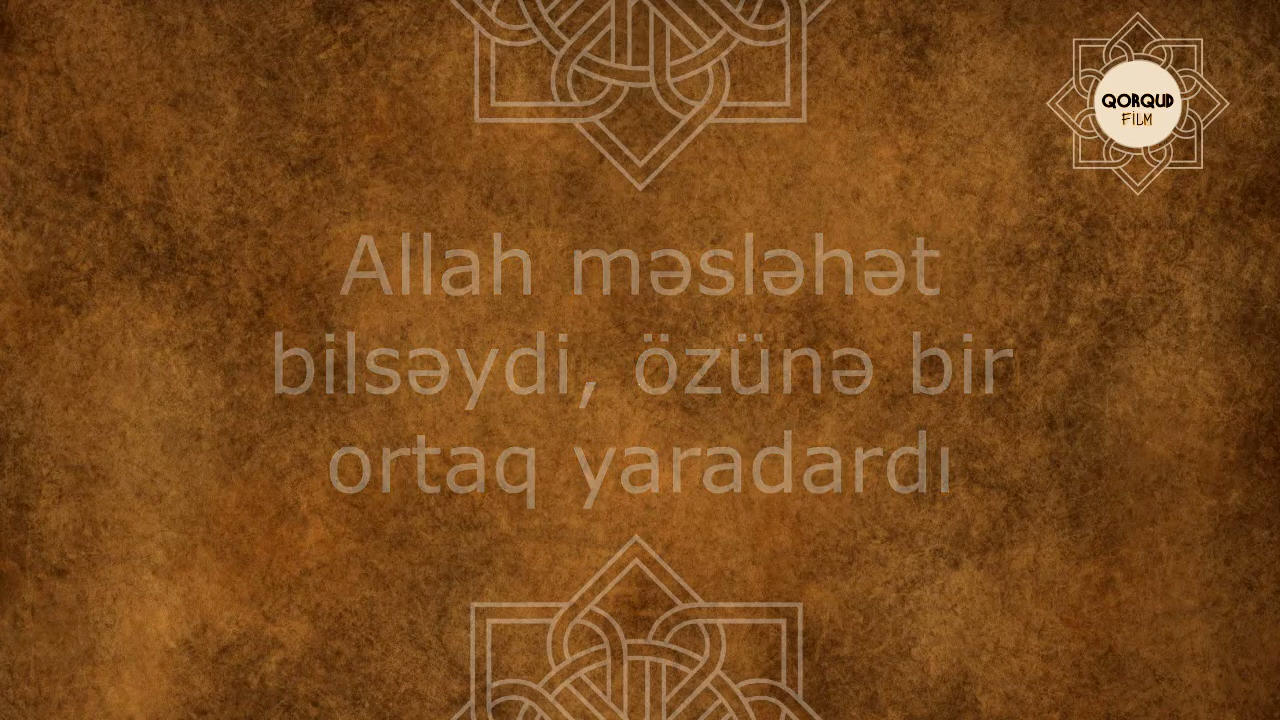 QORQUD
FİLM
Allah məsləhət
bilsəydi, özünə bir
ortaq yaradardı